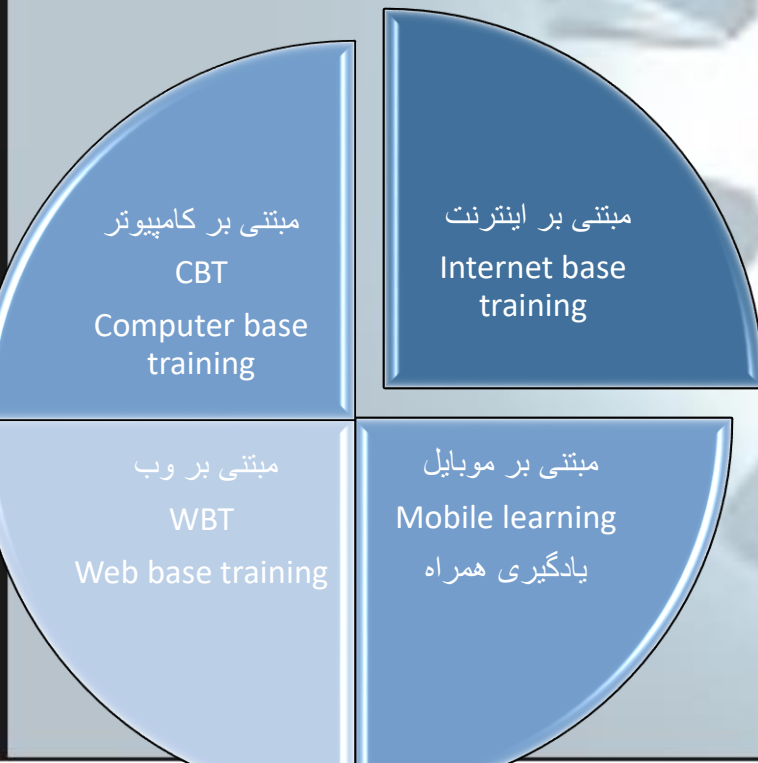 مبتنی بر کامپیوتر
CBT
Computer base
training
مبتنی بر اینترنت
Internet base
training
مبتنی بر وب
WBT
Web base training
مبتنی بر موبایل
Mobile learning
یادگیری همراه